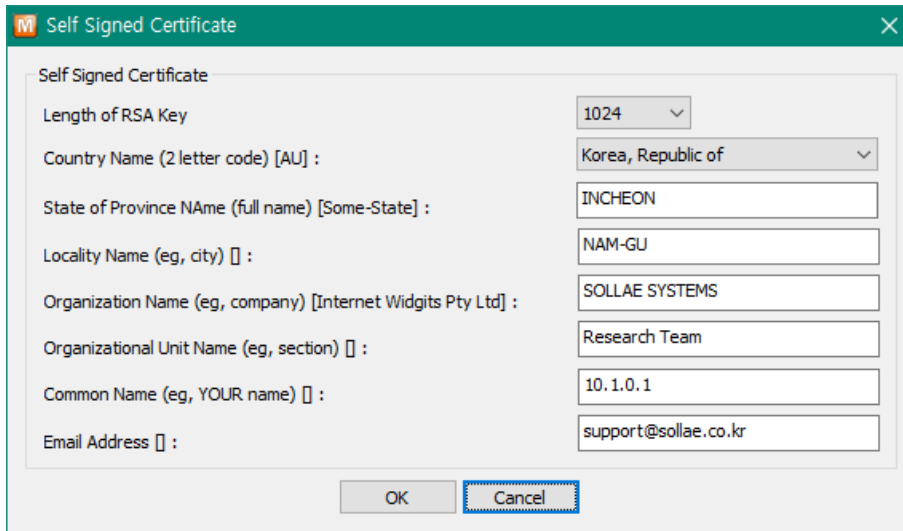 M Self Signed Certificate
Self Signed Certificate
Length of RSA Key 1024
Country Name (2 letter code) [AU] : Korea, Republic of
State of Province NAme (full name) [Some-State] : INCHEON
Locality Name (eg, city) [] : NAM-GU
Organization Name (eg, company) [Internet Widgits Pty Ltd] : SOLLAE SYSTEMS
Organizational Unit Name (eg, section) [] : Research Team
Common Name (eg, YOUR name) [] : 10.1.0.1
Email Address [] : support@sollae.co.kr
OK Cancel